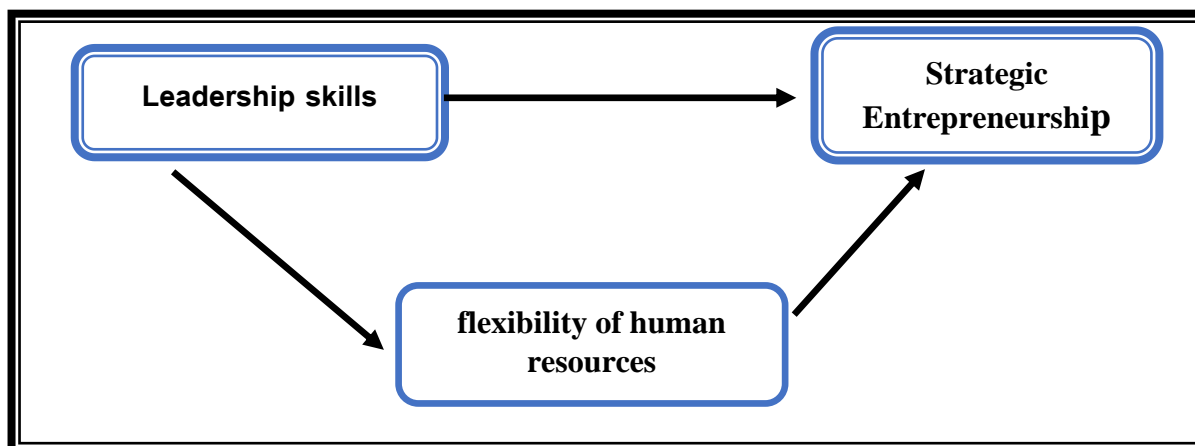 Leadership skills
Strategic
Entrepreneurship
flexibility of human
resources